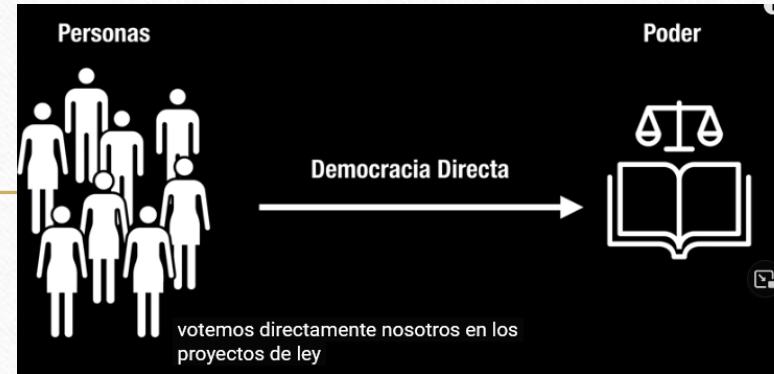 Personas
Poder
Democracia Directa
votemos directamente nosotros en los
proyectos de ley